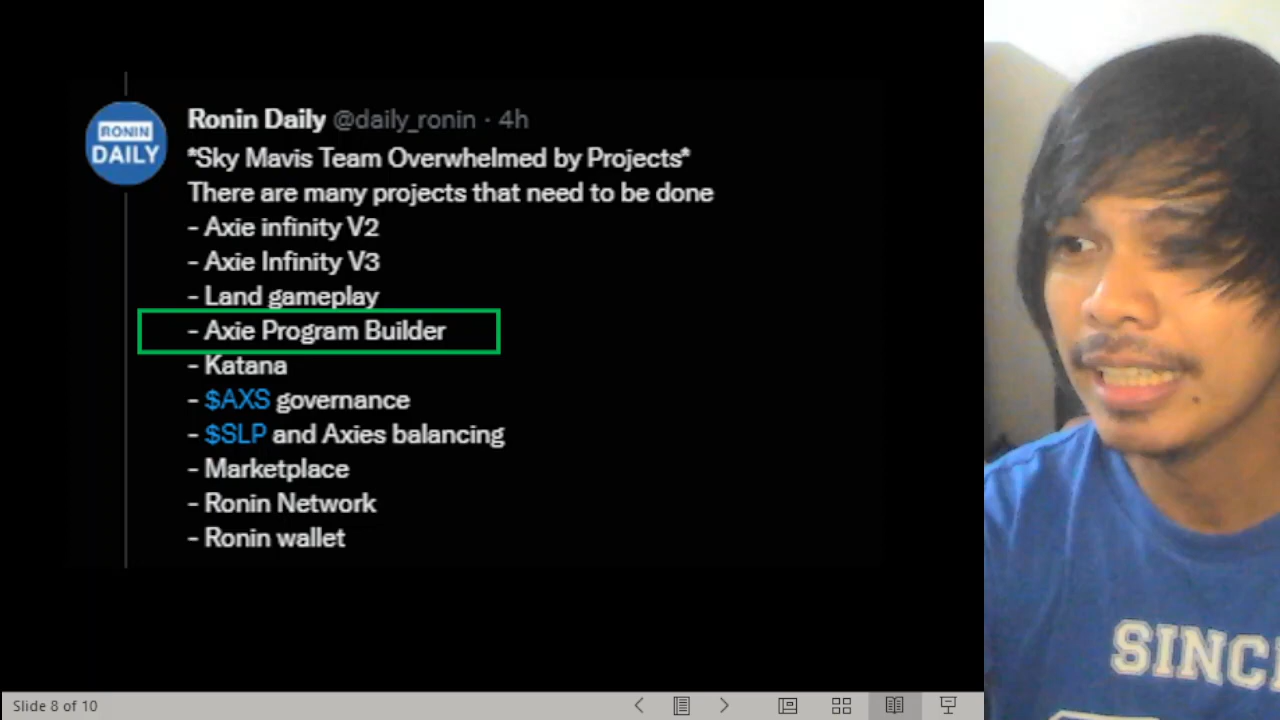 RONIN
DAILY
Ronin Daily @daily_ronin · 4h
*Sky Mavis Team Overwhelmed by Projects*
There are many projects that need to be done
- Axie infinity V2
- Axie Infinity V3
- Land gameplay
- Axie Program Builder
- Katana
- $AXS governance
- $SLP and Axies balancing
- Marketplace
- Ronin Network
- Ronin wallet
Slide 8 of 10